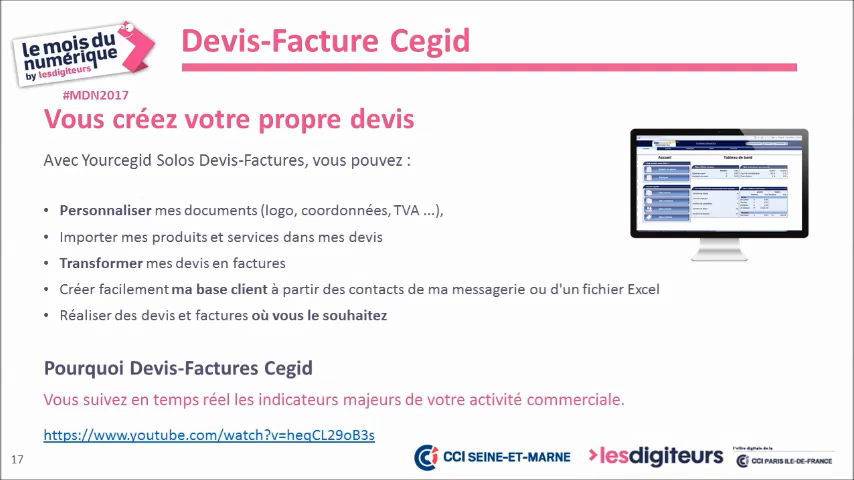 le mois du
numérique
by lesdigiteurs
Devis-Facture Cegid
#MDN2017
Vous créez votre propre devis
Avec Yourcegid Solos Devis-Factures, vous pouvez :
• Personnaliser mes documents (logo, coordonnées, TVA ...),
• Importer mes produits et services dans mes devis
• Transformer mes devis en factures
• Créer facilement ma base client à partir des contacts de ma messagerie ou d'un fichier Excel
• Réaliser des devis et factures où vous le souhaitez
Accueil
Tableau de bord
Pourquoi Devis-Factures Cegid
Vous suivez en temps réel les indicateurs majeurs de votre activité commerciale.
https://www.youtube.com/watch?v=heqCL29oB3s
17
CCI SEINE-ET-MARNE
lesdigiteurs
l'offre digitale de la
CCI PARIS ILE-DE-FRANCE